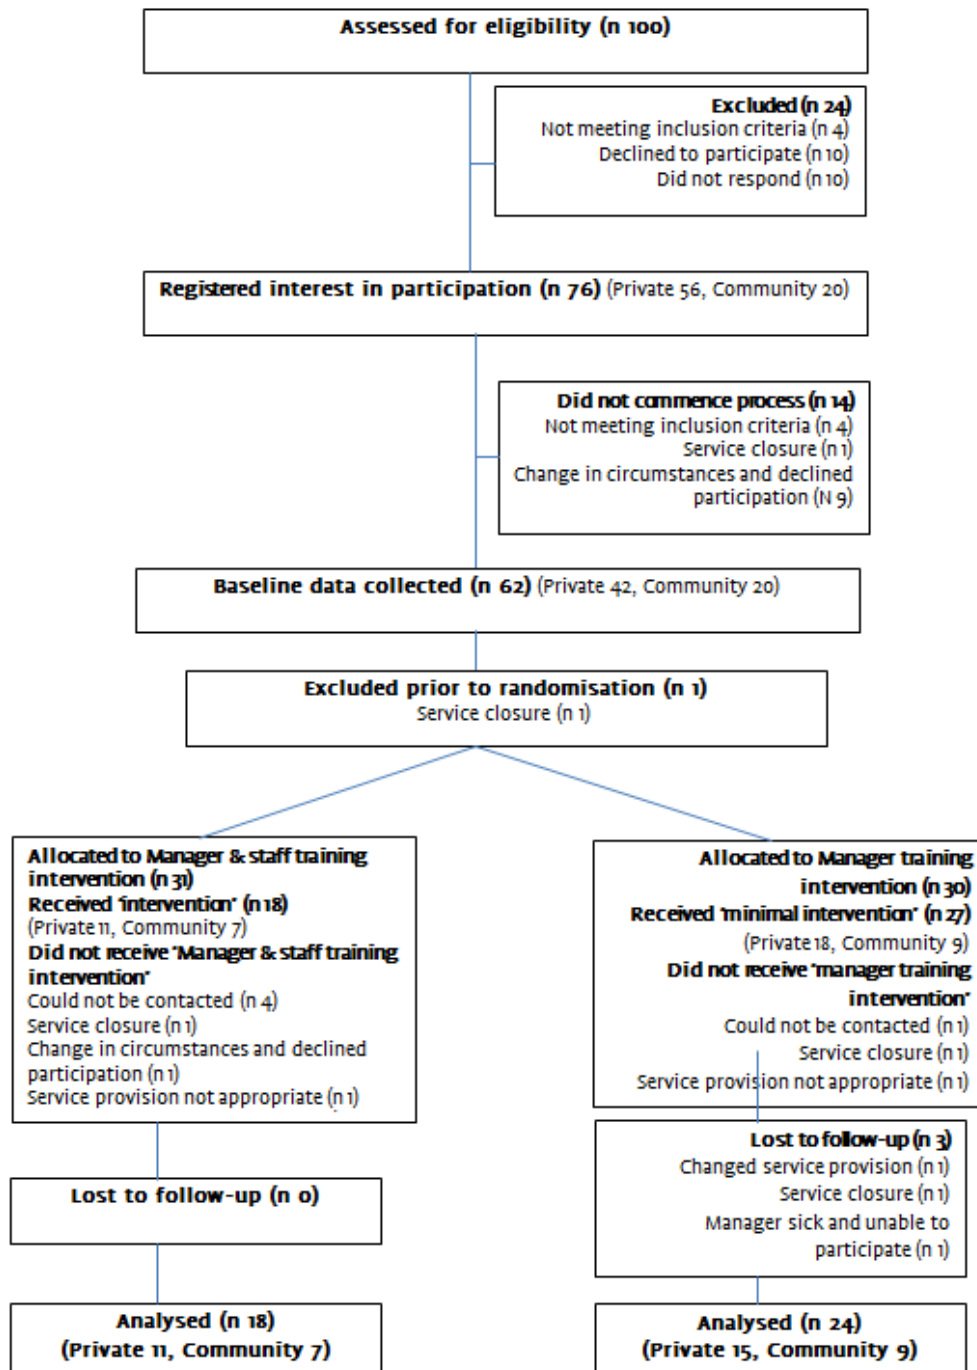 Assessed for eligibility (n 100)
Excluded (n 24)
Not meeting inclusion criteria (n 4)
Declined to participate (n 10)
Did not respond (n 10)
Registered interest in participation (n 76) (Private 56, Community 20)
Did not commence process (n 14)
Not meeting inclusion criteria (n 4)
Service closure (n 1)
Change in circumstances and declined
participation (N 9)
Baseline data collected (n 62) (Private 42, Community 20)
Excluded prior to randomisation (n 1)
Service closure (n 1)
Allocated to Manager & staff training
intervention (n 31)
Received "intervention" (n 18)
(Private 11, Community 7)
Did not receive "Manager & staff training
intervention"
Could not be contacted (n 4)
Service closure (n 1)
Change in circumstances and declined
participation (n 1)
Service provision not appropriate (n 1)
Lost to follow-up (n 0)
Analysed (n 18)
(Private 11, Community 7)
Allocated to Manager training
intervention (n 30)
Received "minimal intervention" (n 27)
(Private 18, Community 9)
Did not receive "manager training
intervention"
Could not be contacted (n 1)
Service closure (n 1)
Service provision not appropriate (n 1)
Lost to follow-up (n 3)
Changed service provision (n 1)
Service closure (n 1)
Manager sick and unable to
participate (n 1)
Analysed (n 24)
(Private 15, Community 9)